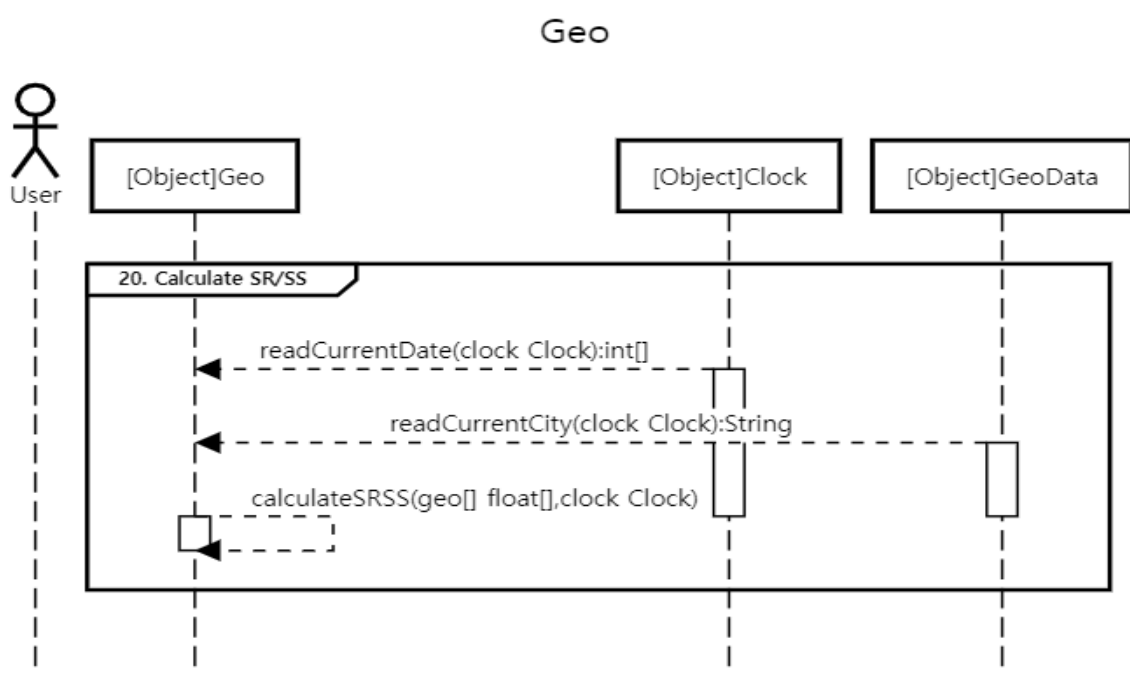 Geo
User
[Object]Geo
[Object]Clock
[Object]GeoData
20. Calculate SR/SS
readCurrentDate(clock Clock):int[]
readCurrentCity(clock Clock):String
calculateSRSS(geo[] float[],clock Clock)